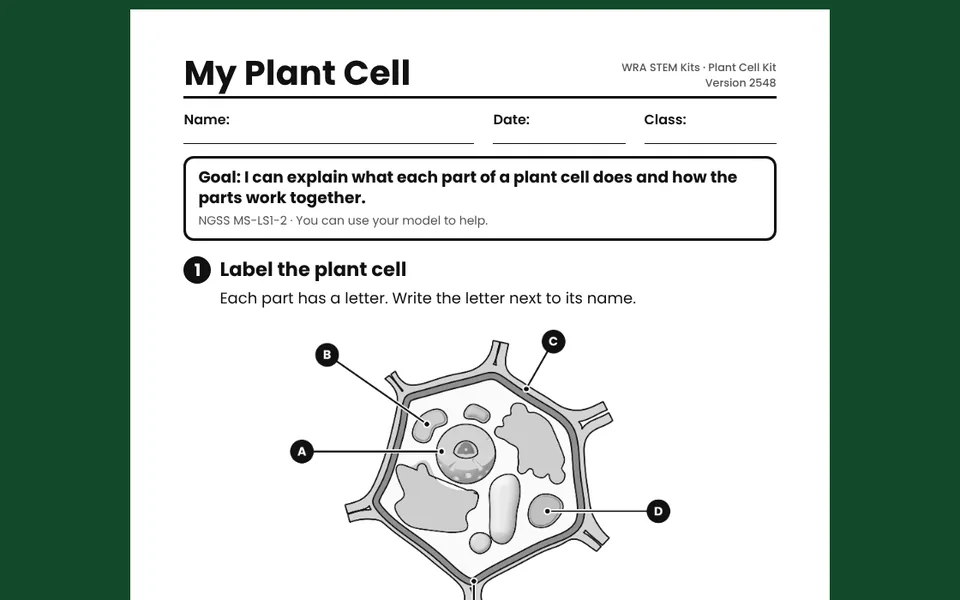 My Plant Cell
WRA STEM Kits · Plant Cell Kit
Version 2548
Name:
Date:
Class:
Goal: I can explain what each part of a plant cell does and how the
parts work together.
NGSS MS-LS1-2 · You can use your model to help.
1 Label the plant cell
Each part has a letter. Write the letter next to its name.
C
B
A
D